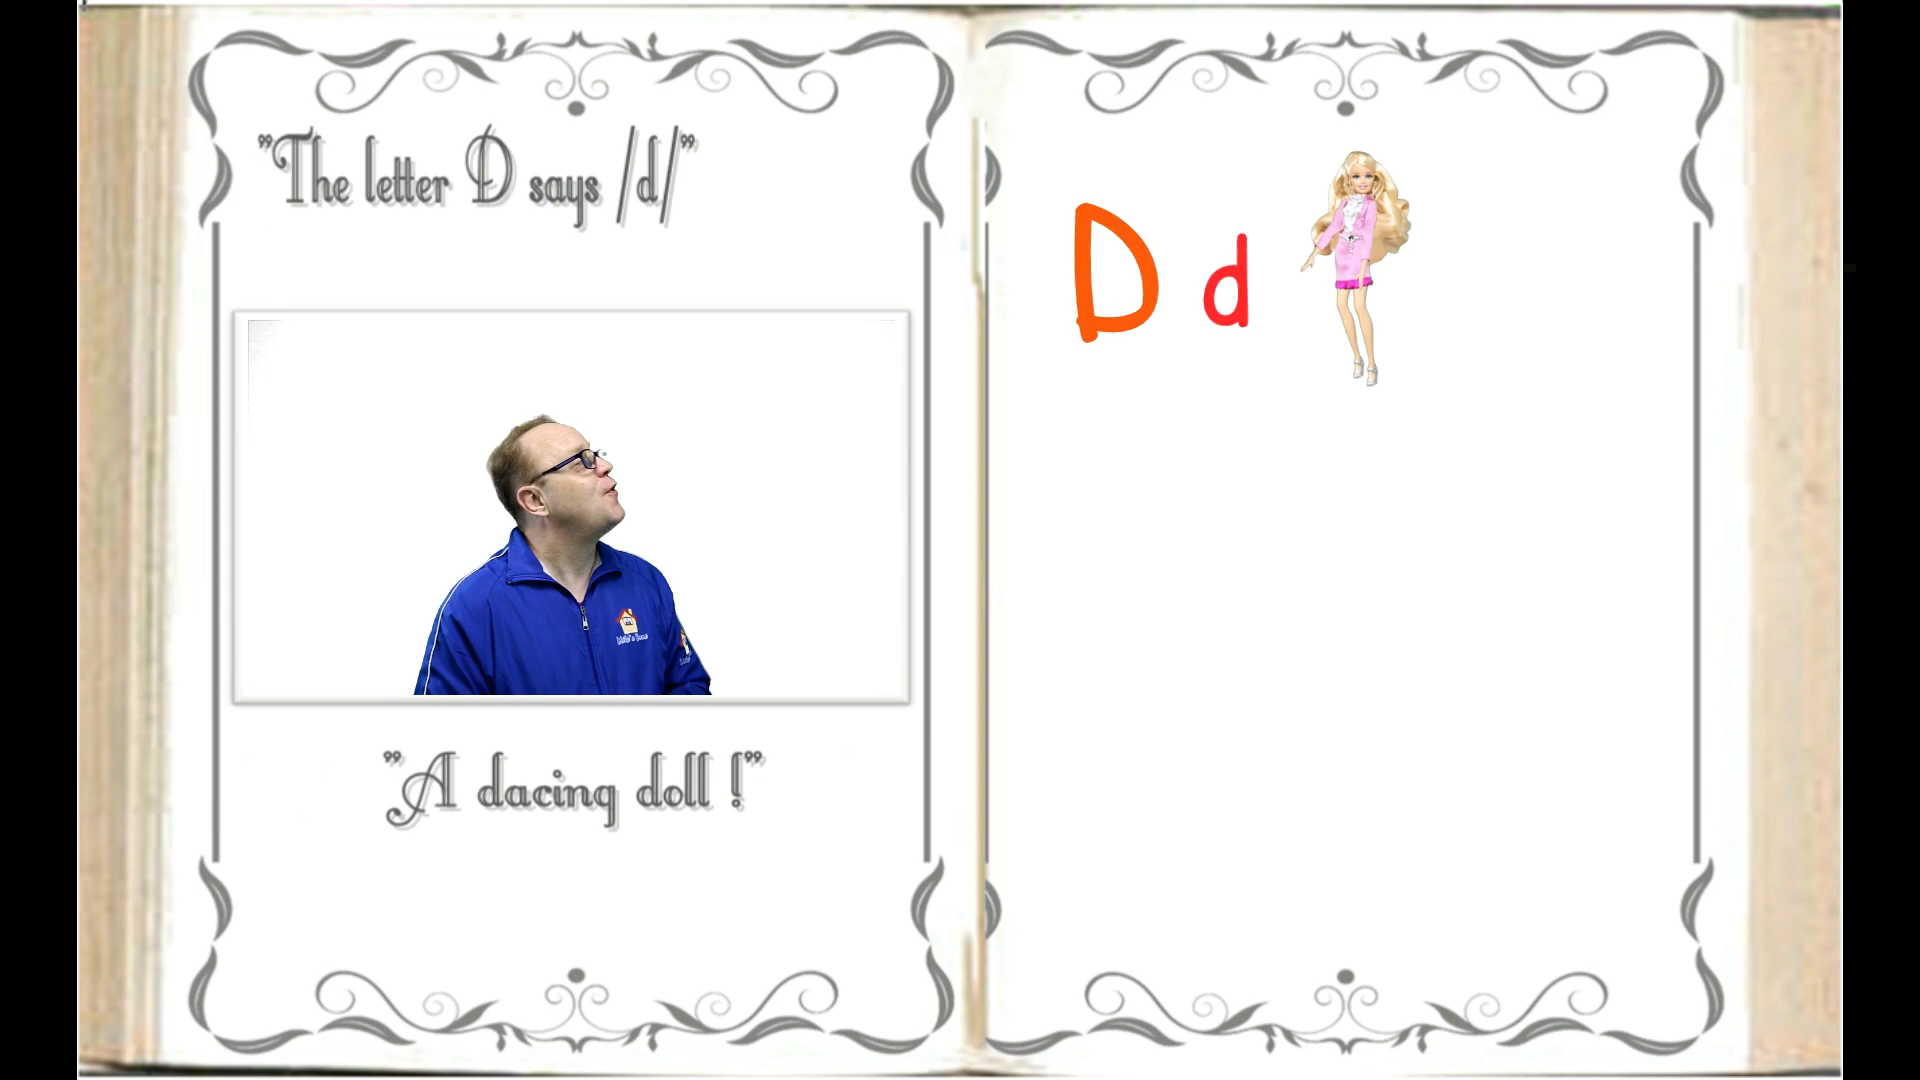 "The letter D says /d/"
"A dacing doll !"
D d